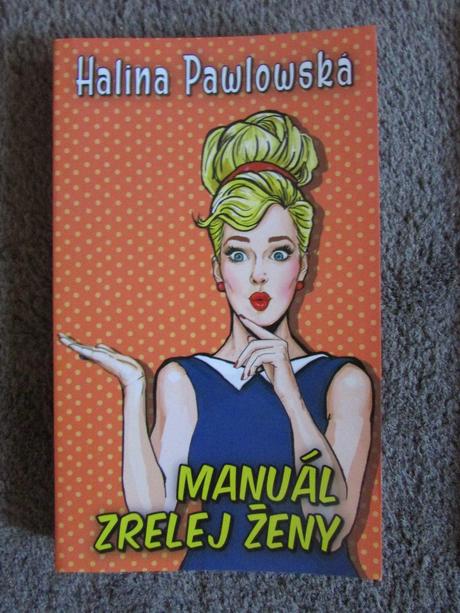 Halina Pawlowská
MANUÁL
ZRELEJ ŽENY